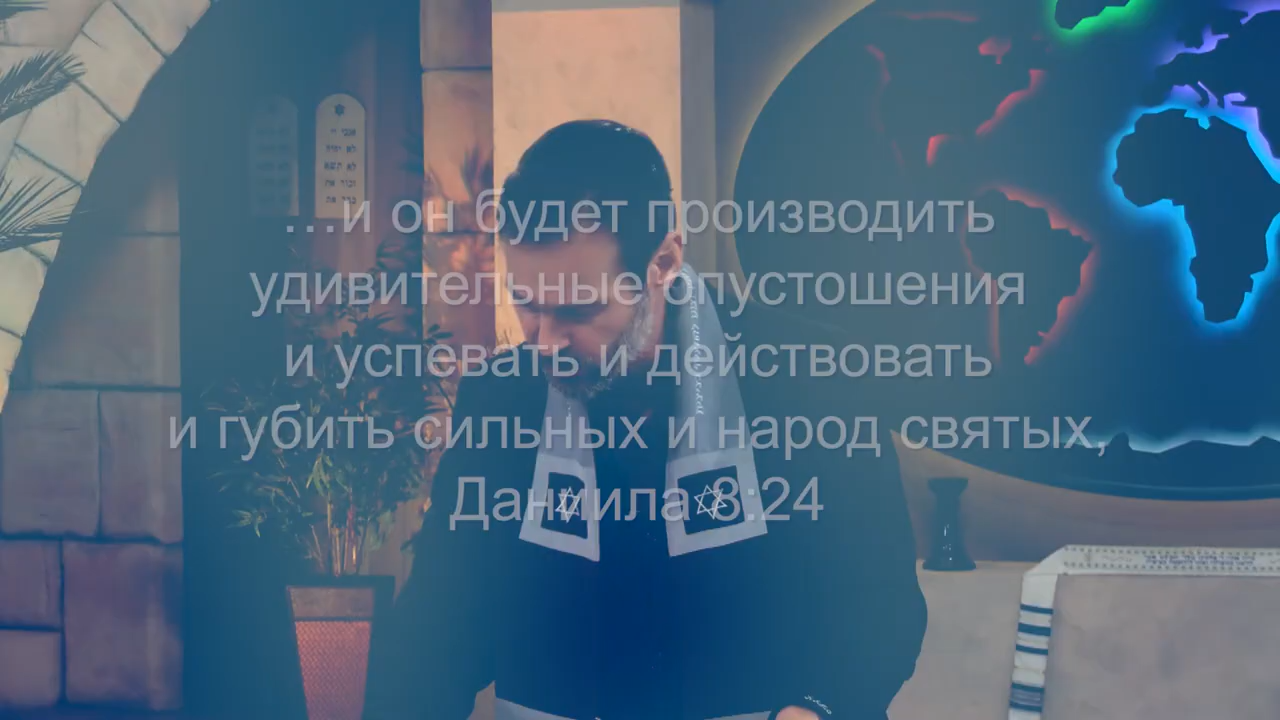 ...и он будет производить
удивительные опустошения
и успевать и действовать
и губить сильных и народ святых,
Даниила 8:24